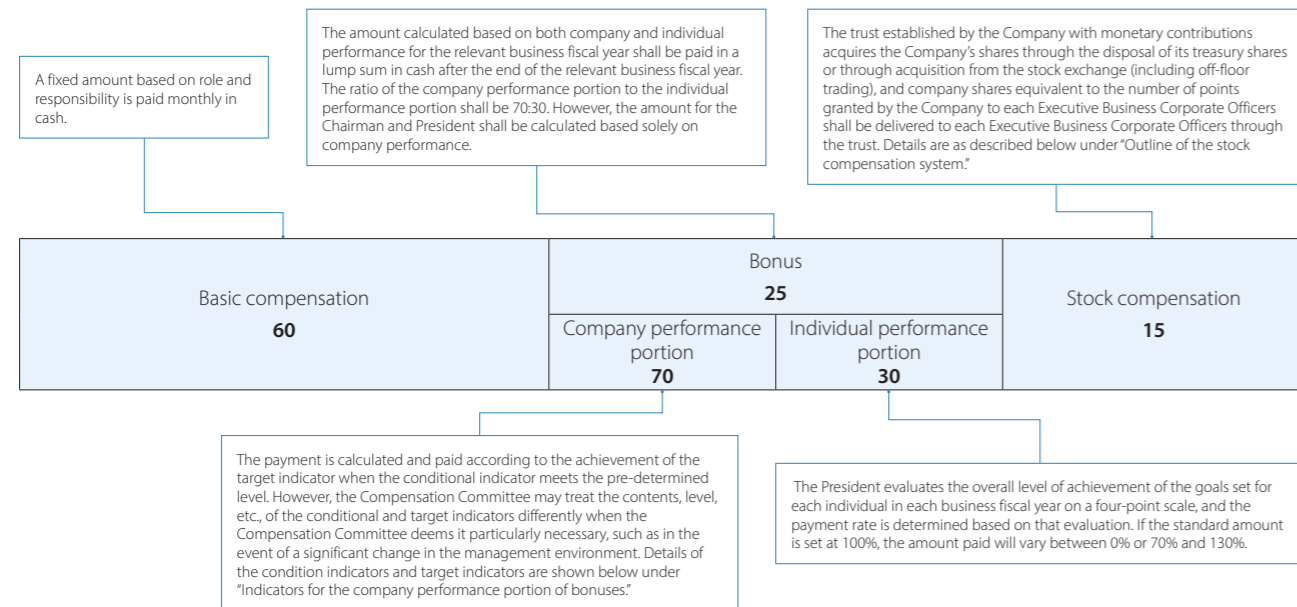 A fixed amount based on role and
responsibility is paid monthly in
cash.
The amount calculated based on both company and individual
performance for the relevant business fiscal year shall be paid in a
lump sum in cash after the end of the relevant business fiscal year.
The ratio of the company performance portion to the individual
performance portion shall be 70:30. However, the amount for the
Chairman and President shall be calculated based solely on
company performance.
The trust established by the Company with monetary contributions
acquires the Company's shares through the disposal of its treasury shares
or through acquisition from the stock exchange (including off-floor
trading), and company shares equivalent to the number of points
granted by the Company to each Executive Business Corporate Officers
shall be delivered to each Executive Business Corporate Officers through
the trust. Details are as described below under "Outline of the stock
compensation system."
Basic compensation
60
Bonus
25
Company performance
portion
70
Individual performance
portion
30
Stock compensation
15
The payment is calculated and paid according to the achievement of the
target indicator when the conditional indicator meets the pre-determined
level. However, the Compensation Committee may treat the contents, level,
etc., of the conditional and target indicators differently when the
Compensation Committee deems it particularly necessary, such as in the
event of a significant change in the management environment. Details of
the condition indicators and target indicators are shown below under
"Indicators for the company performance portion of bonuses."
The President evaluates the overall level of achievement of the goals set for
each individual in each business fiscal year on a four-point scale, and the
payment rate is determined based on that evaluation. If the standard amount
is set at 100%, the amount paid will vary between 0% or 70% and 130%.